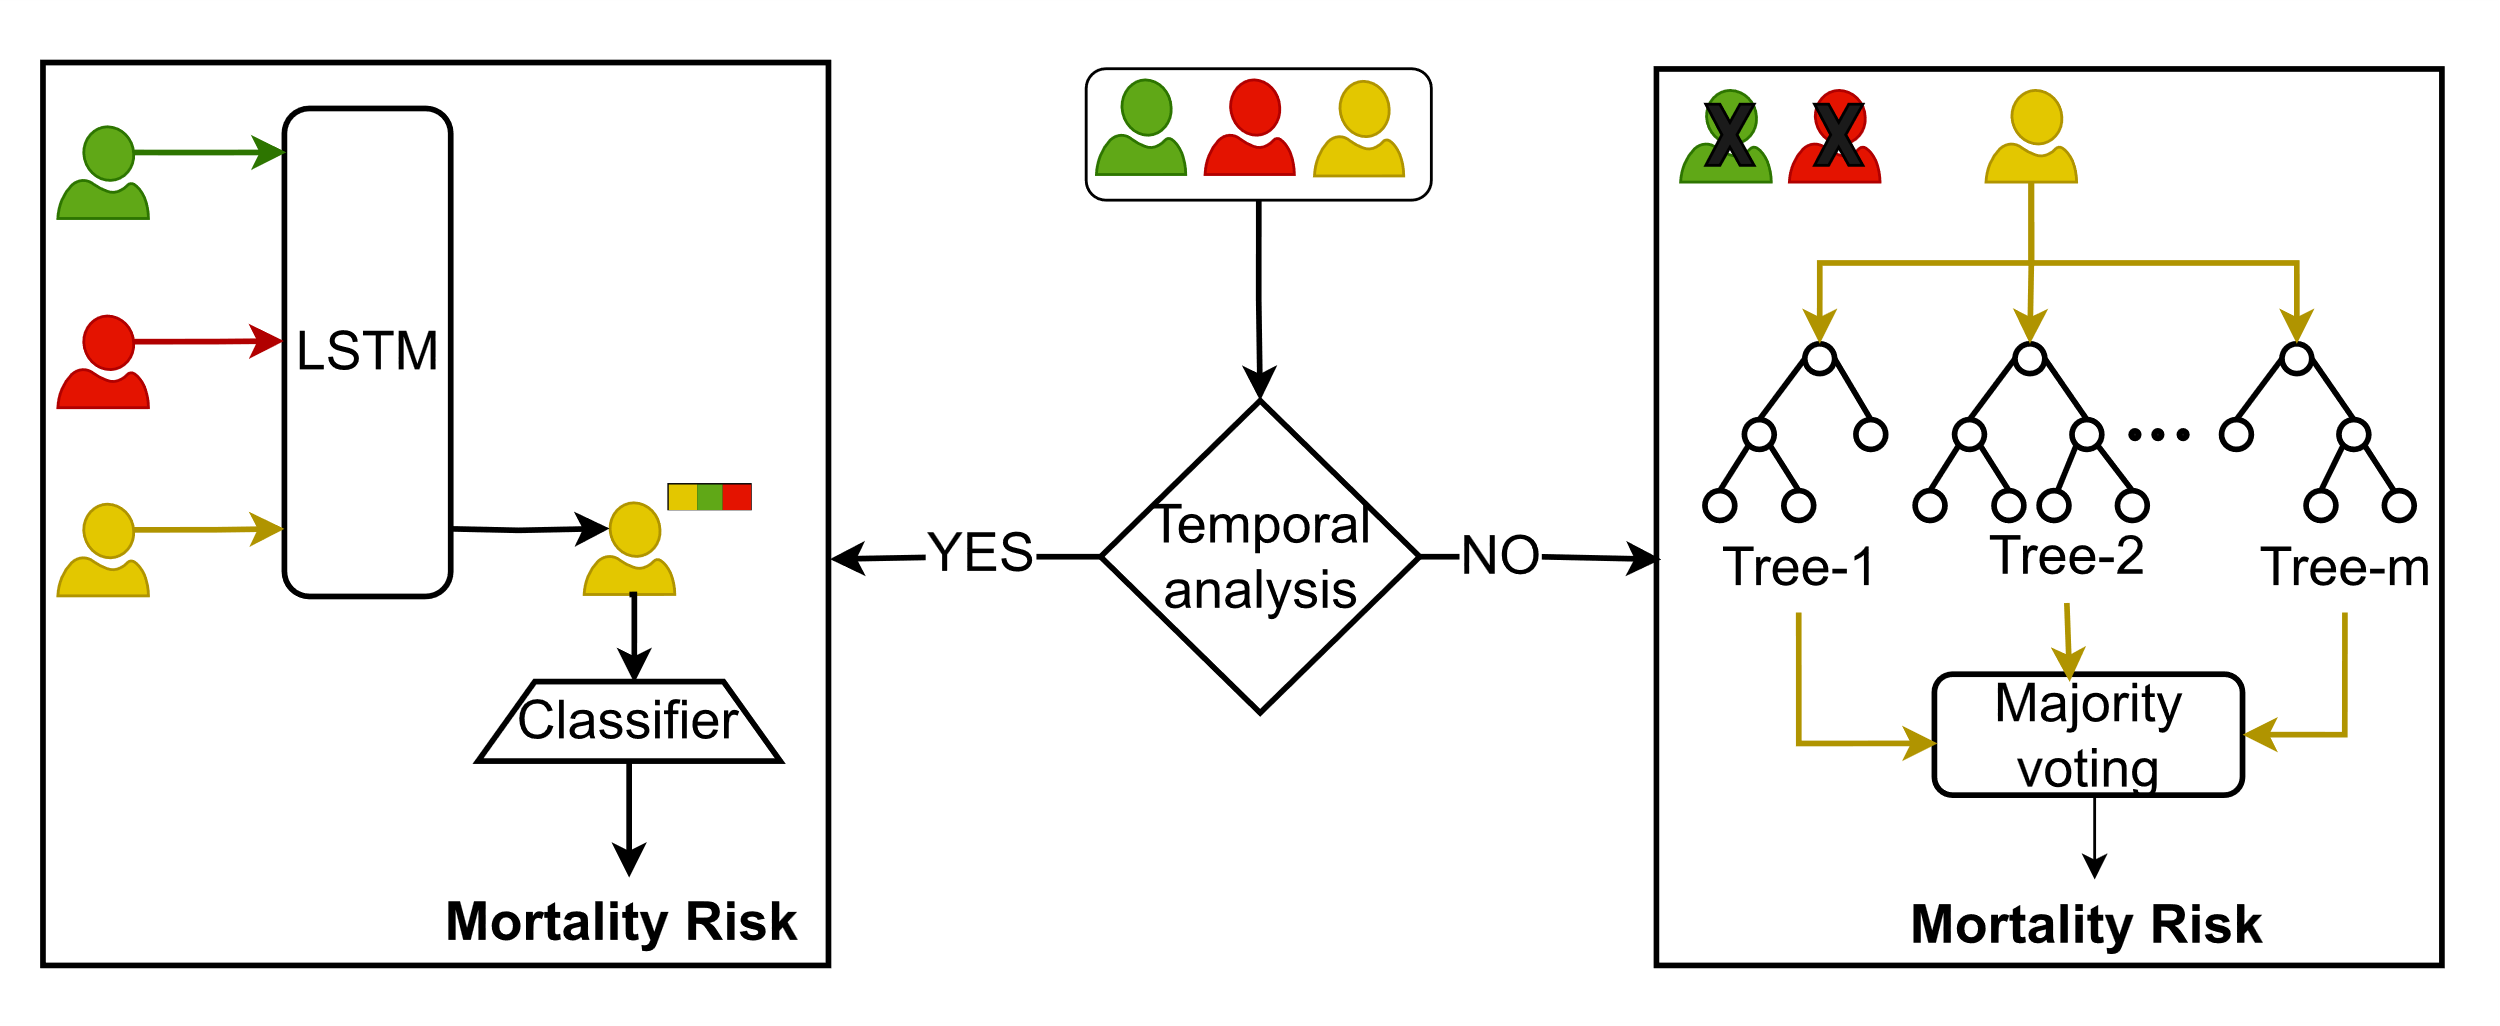 LSTM
Classifier
Mortality Risk
YES
Temporal
analysis
NO
X X
Tree-1
Tree-2
Tree-m
Majority
voting
Mortality Risk